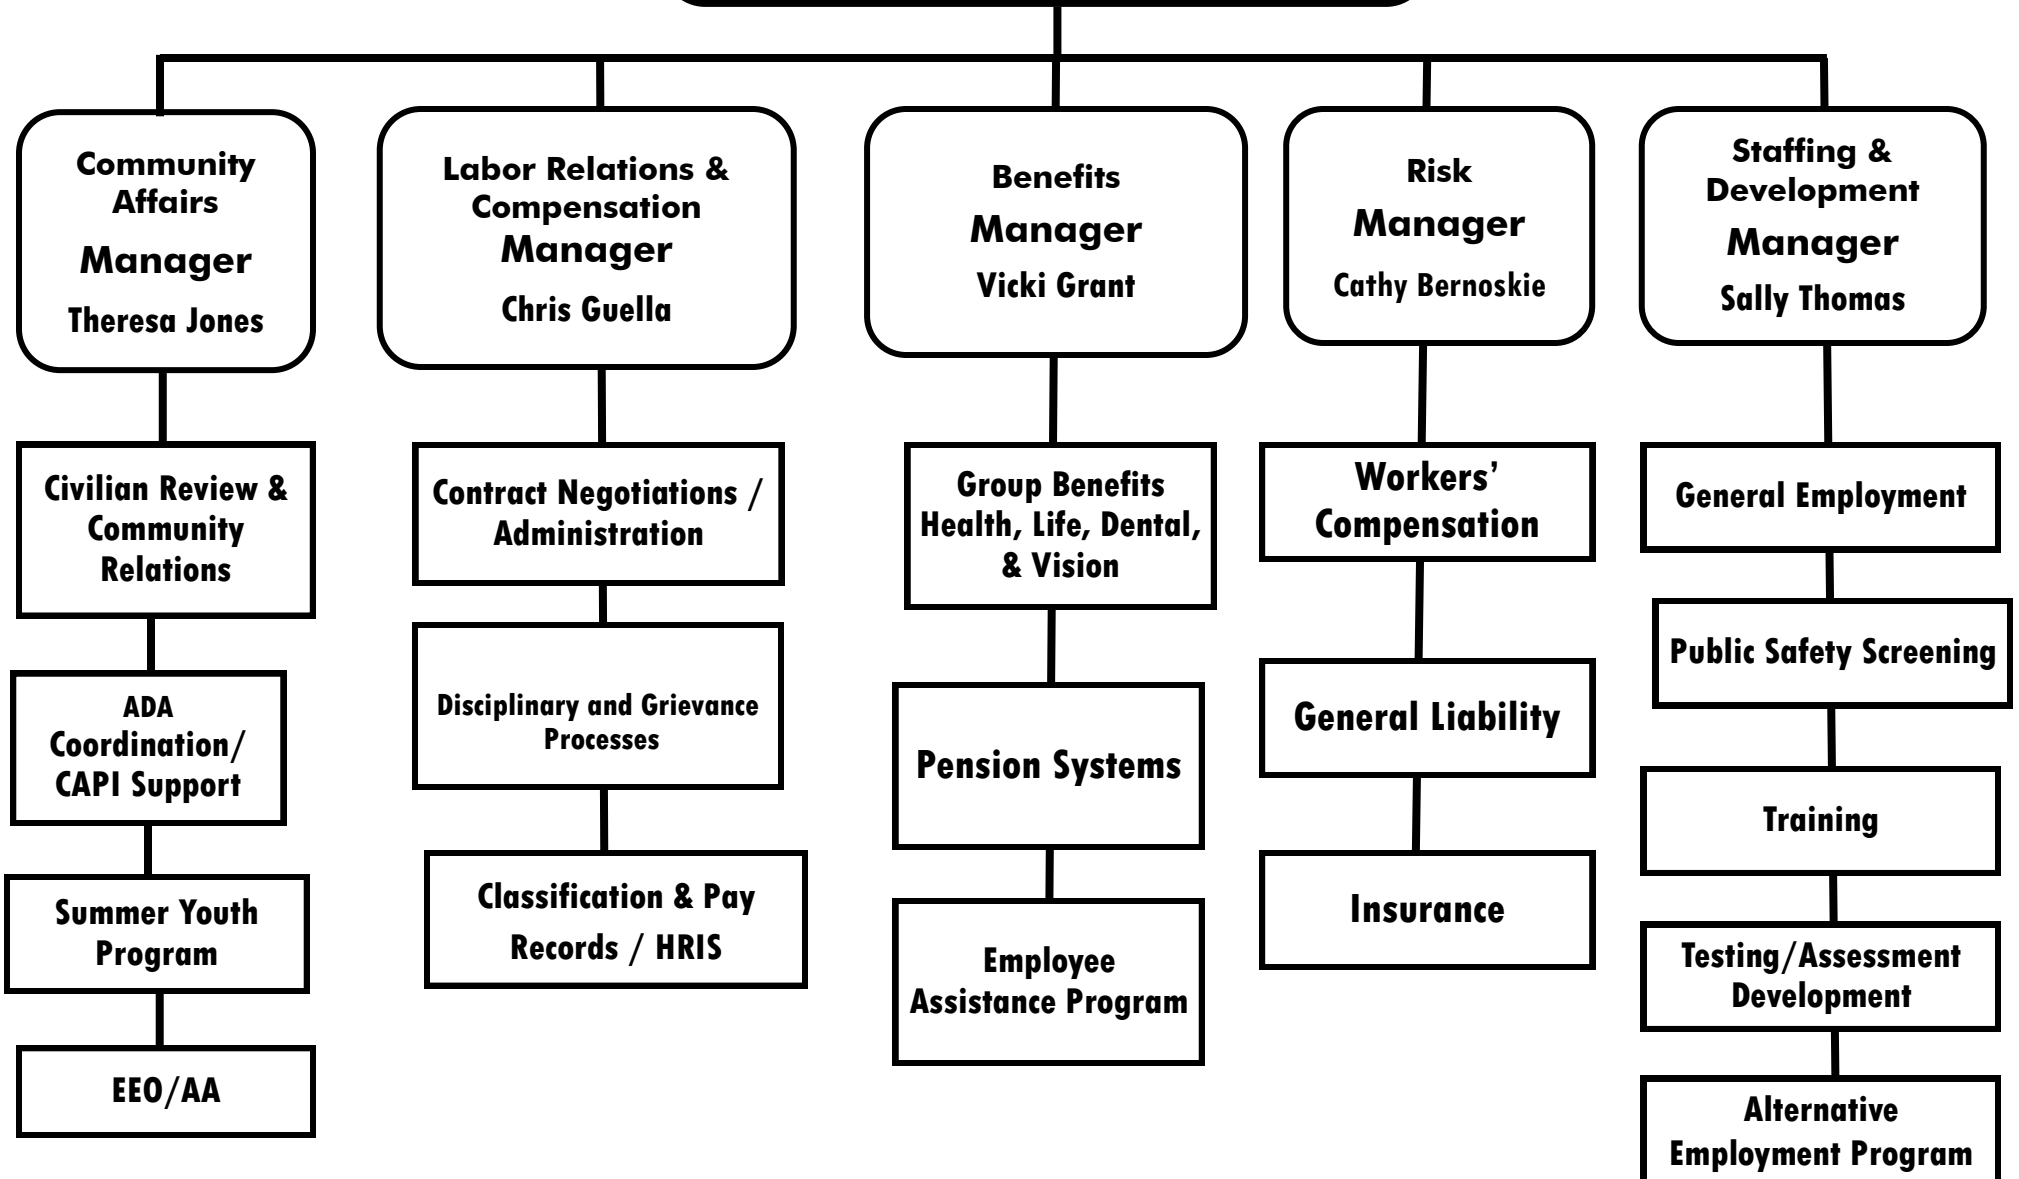 Community
Affairs
Manager
Theresa Jones
Labor Relations &
Compensation
Manager
Chris Guella
Benefits
Manager
Vicki Grant
Risk
Manager
Cathy Bernoskie
Staffing &
Development
Manager
Sally Thomas
Civilian Review &
Community
Relations
ADA
Coordination/
CAPI Support
Summer Youth
Program
EEO/AA
Contract Negotiations /
Administration
Disciplinary and Grievance
Processes
Classification & Pay
Records / HRIS
Group Benefits
Health, Life, Dental,
& Vision
Pension Systems
Employee
Assistance Program
Workers’
Compensation
General Liability
Insurance
General Employment
Public Safety Screening
Training
Testing/Assessment
Development
Alternative
Employment Program